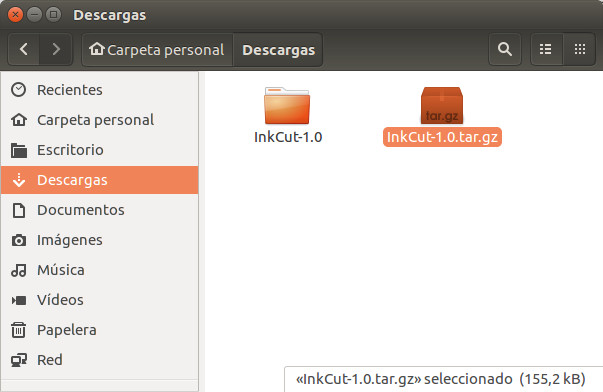 Descargas
Carpeta personal
Descargas
Recientes
Carpeta personal
Escritorio
Descargas
Documentos
Imágenes
Música
Vídeos
Papelera
Red
InkCut-1.0
tar.gz
InkCut-1.0.tar.gz
«InkCut-1.0.tar.gz» seleccionado (155,2 kB)